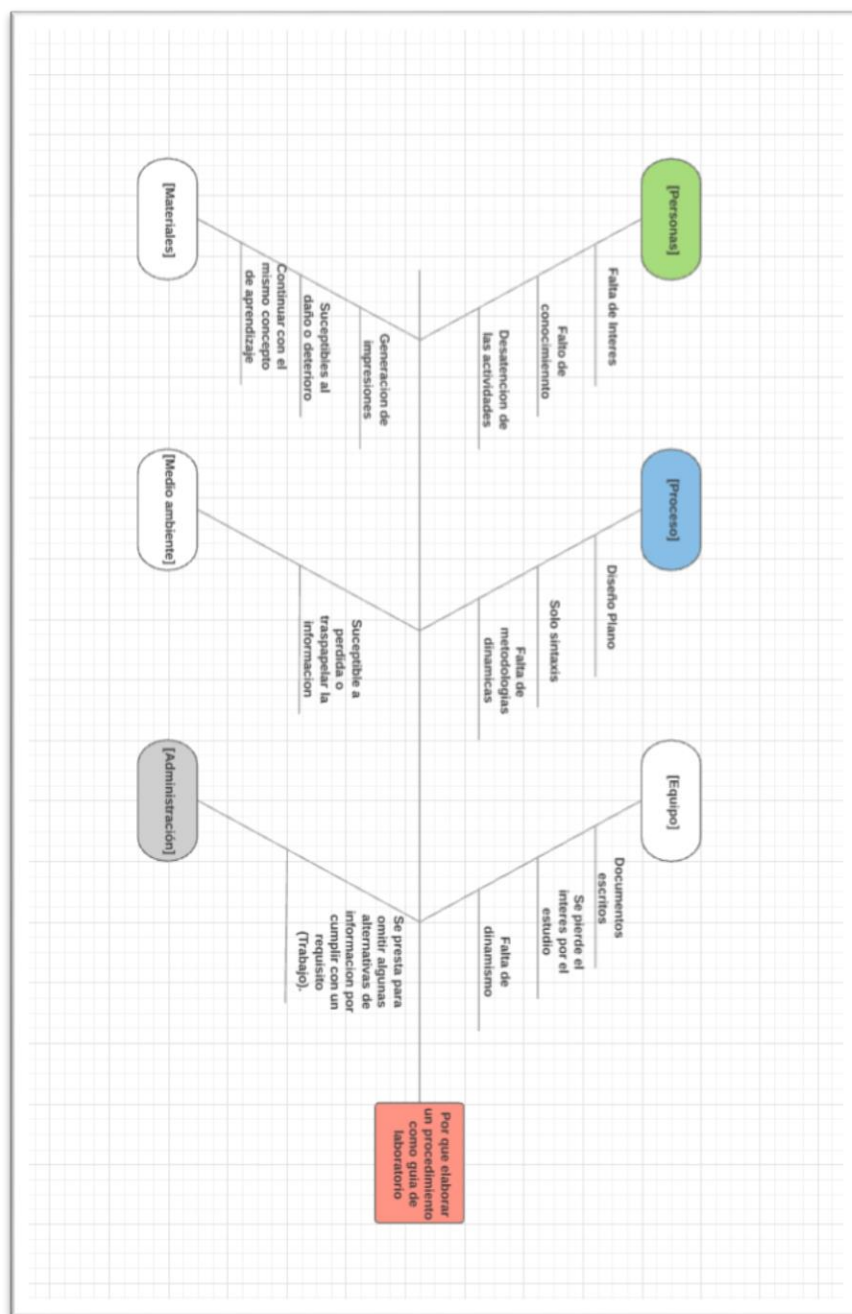 [Personas]
Falta de Interes
Falto de
conocimiennto
Desatencion de
las actividades
[Proceso]
Diseño Plano
Solo sintaxis
Falta de
metodologias
dinamicas
[Equipo]
Documentos
escritos
Se pierde el
interes por el
estudio
Falta de
dinamismo
[Materiales]
Generacion de
impresiones
Suceptibles al
daño o deterioro
Continuar con el
mismo concepto
de aprendizaje
[Medio ambiente]
Suceptible a
perdida o
traspapelar la
informacion
[Administración]
Se presta para
omitir algunas
alternativas de
informacion por
cumplir con un
requisito
(Trabajo).
Por que elaborar
un procedimiento
como guia de
laboratorio